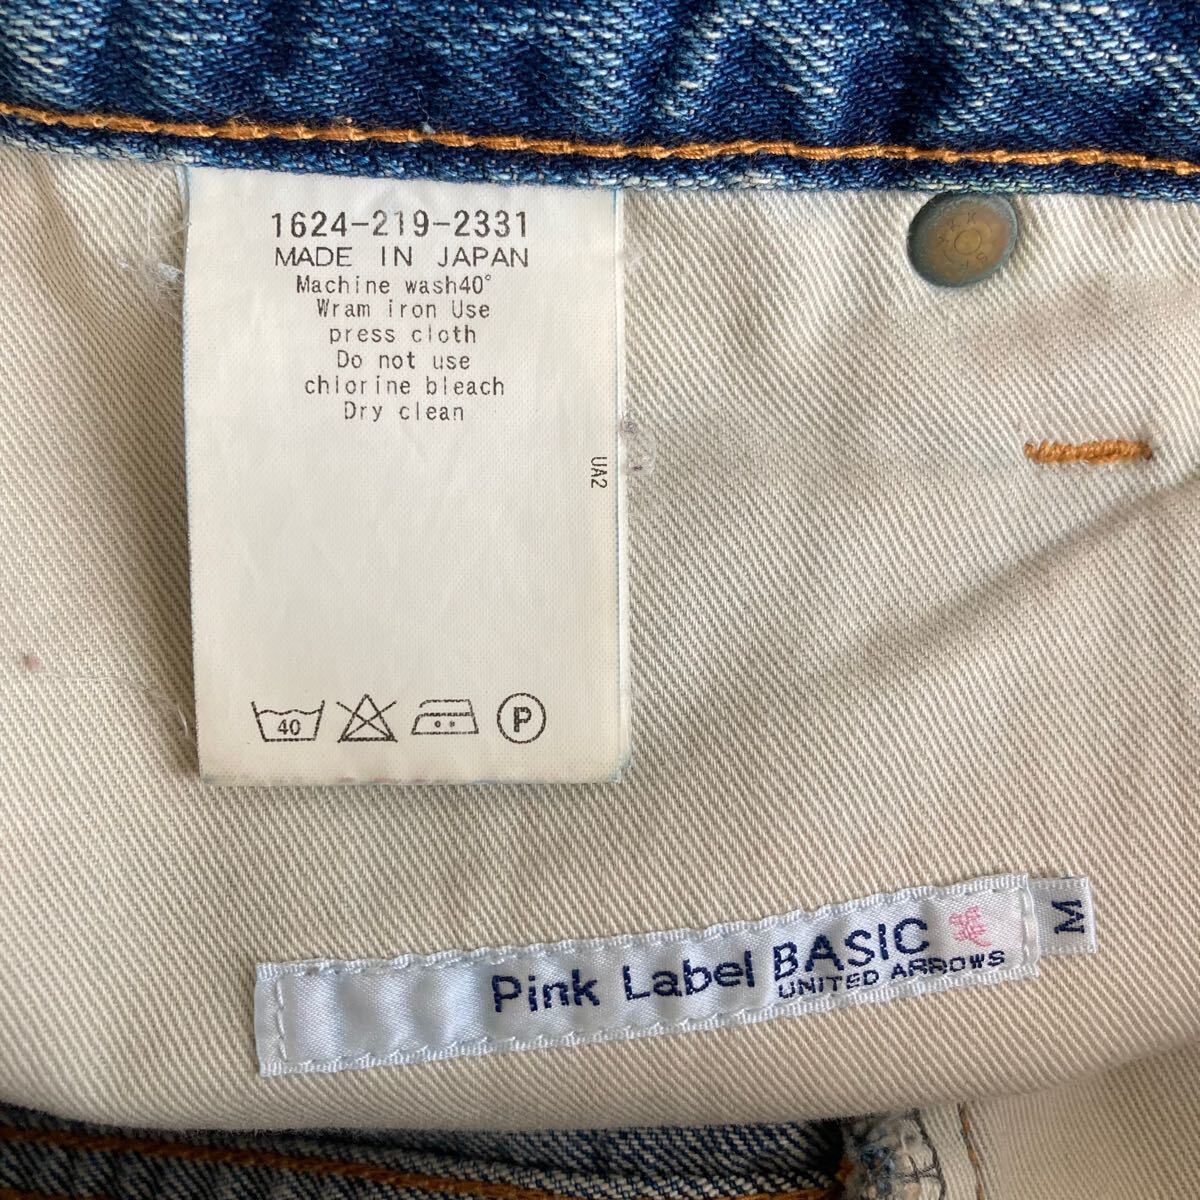 1624-219-2331
MADE IN JAPAN
Machine wash40°
Wram iron Use
press cloth
Do not use
chlorine bleach
Dry clean
UA2
40
P
Pink Label BASIC
UNITED ARROWS
M